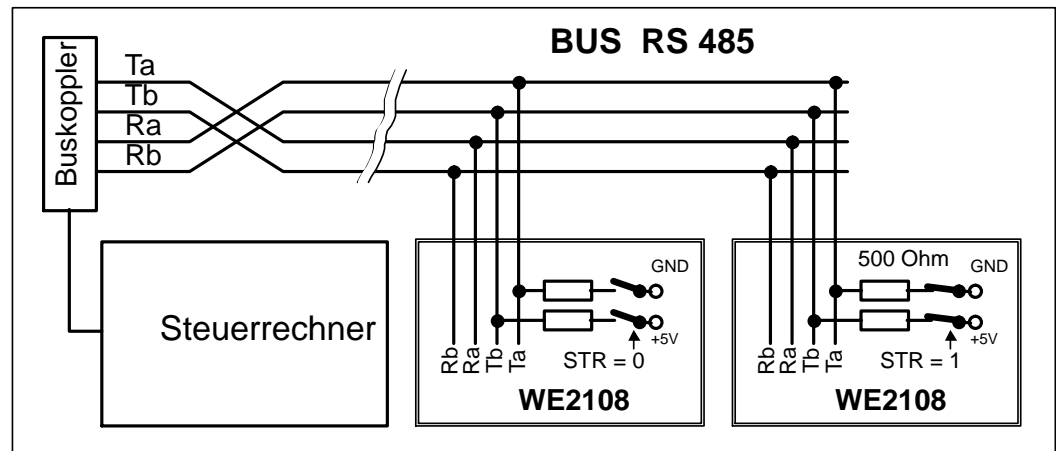 BUS RS 485
Buskoppler
Ta
Tb
Ra
Rb
Steuerrechner
GND
+5V
Rb
Ra
Tb
Ta
STR = 0
WE2108
500 Ohm
GND
+5V
Rb
Ra
Tb
Ta
STR = 1
WE2108